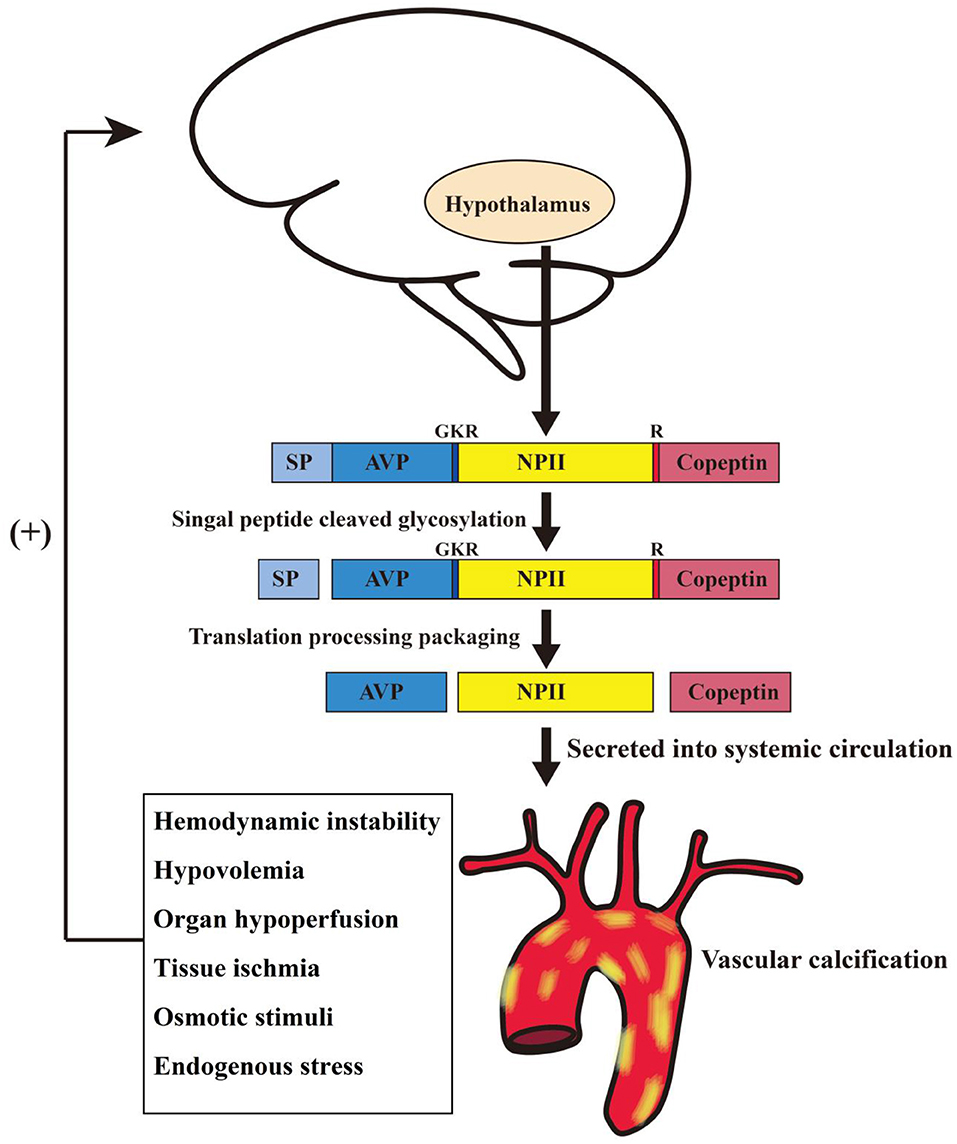 Hypothalamus
GKR R
SP AVP NPII Copeptin
Singal peptide cleaved glycosylation
GKR R
SP AVP NPII Copeptin
(+)
Translation processing packaging
AVP NPII Copeptin
Secreted into systemic circulation
Hemodynamic instability
Hypovolemia
Organ hypoperfusion
Tissue ischmia
Osmotic stimuli
Endogenous stress
Vascular calcification